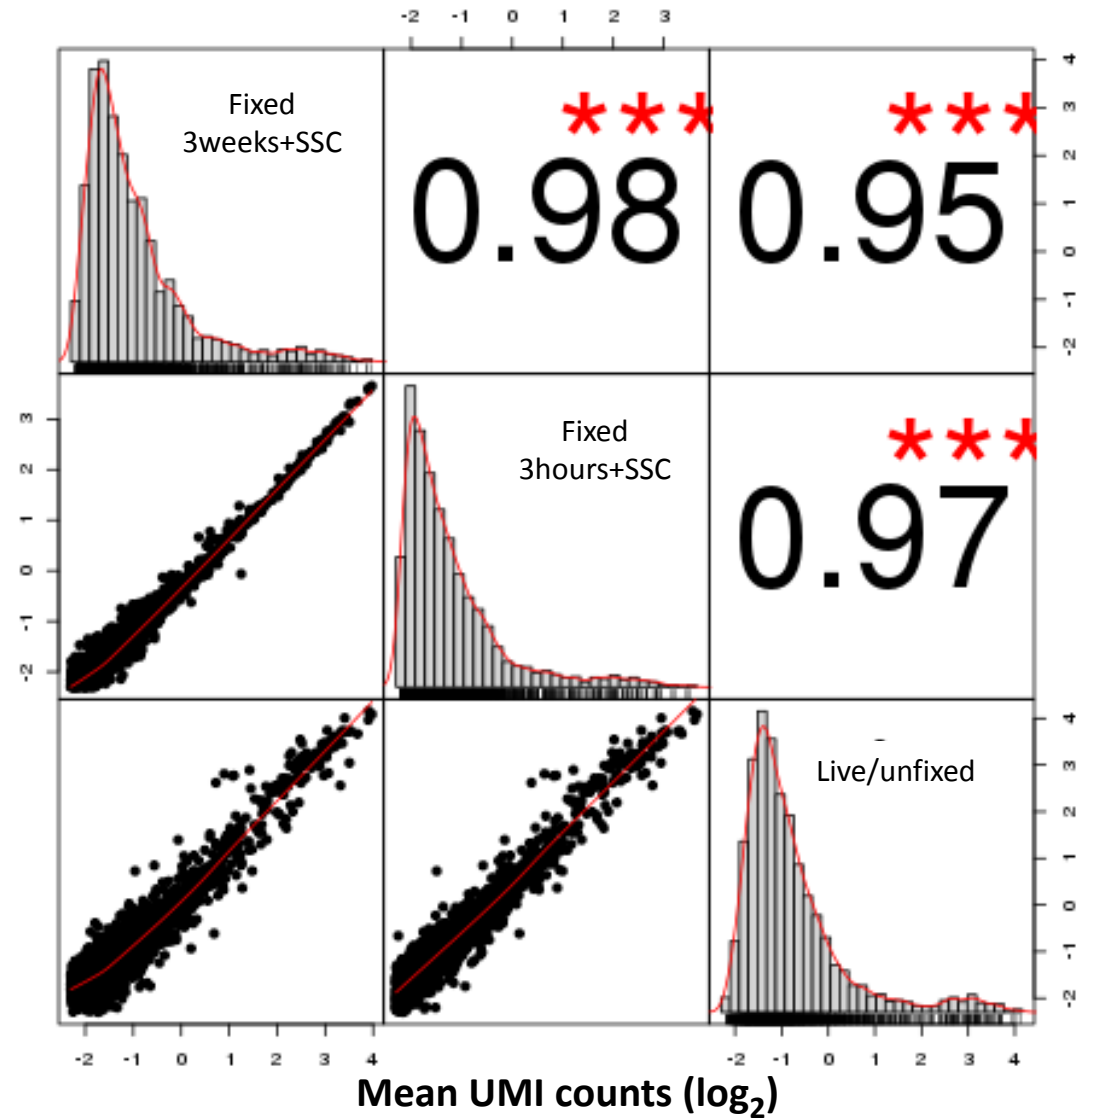 -2 -1 0 1 2 3
Fixed
3weeks+SSC
***
0.98
***
0.95
4
3
2
1
0
-1
-2
3
2
1
0
-1
-2
Fixed
3hours+SSC
***
0.97
Live/unfixed
4
3
2
1
0
-1
-2
-2 -1 0 1 2 3 4
-2 -1 0 1 2 3 4
Mean UMI counts (log2)